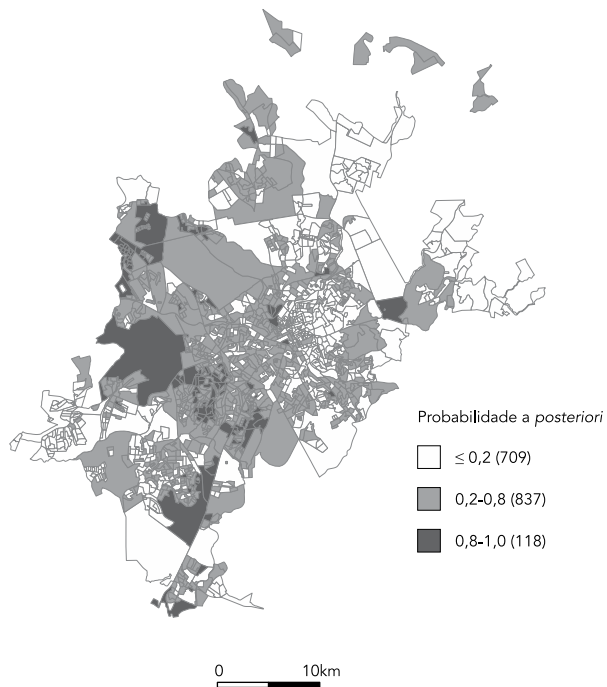 Probabilidade a posteriori
≤ 0,2 (709)
0,2-0,8 (837)
0,8-1,0 (118)
0 10km